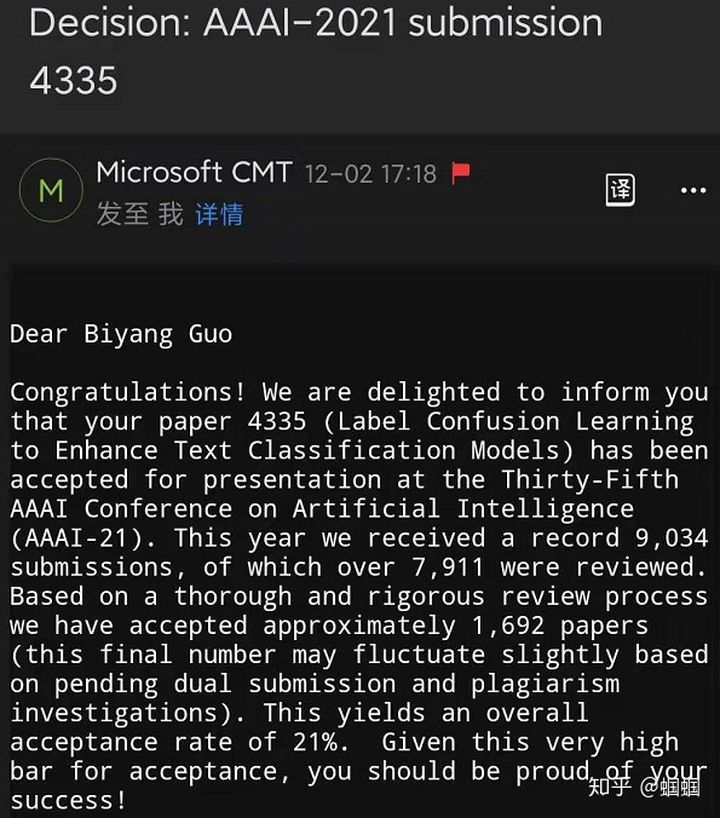 Decision: AAAI-2021 submission
4335
M
Microsoft CMT 12-02 17:18
译
发至 我 详情
Dear Biyang Guo
Congratulations! We are delighted to inform you
that your paper 4335 (Label Confusion Learning
to Enhance Text Classification Models) has been
accepted for presentation at the Thirty-Fifth
AAAI Conference on Artificial Intelligence
(AAAI-21). This year we received a record 9,034
submissions, of which over 7,911 were reviewed.
Based on a thorough and rigorous review process
we have accepted approximately 1,692 papers
(this final number may fluctuate slightly based
on pending dual submission and plagiarism
investigations). This yields an overall
acceptance rate of 21%. Given this very high
bar for acceptance, you should be proud of your
success!
知乎 @蝈蝈